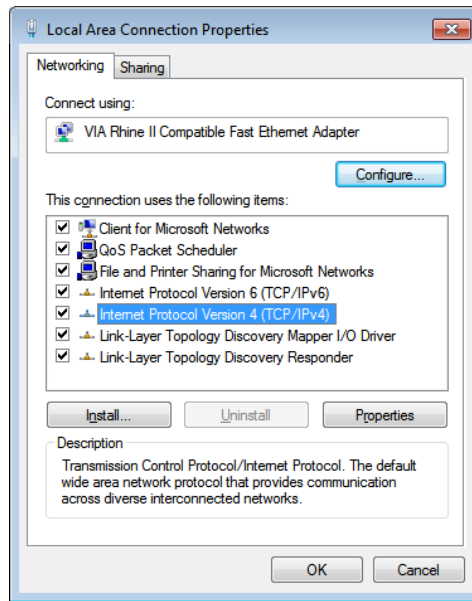 Local Area Connection Properties
Networking
Sharing
Connect using:
VIA Rhine II Compatible Fast Ethernet Adapter
Configure...
This connection uses the following items:
Client for Microsoft Networks
QoS Packet Scheduler
File and Printer Sharing for Microsoft Networks
Internet Protocol Version 6 (TCP/IPv6)
Internet Protocol Version 4 (TCP/IPv4)
Link-Layer Topology Discovery Mapper I/O Driver
Link-Layer Topology Discovery Responder
Install...
Uninstall
Properties
Description
Transmission Control Protocol/Internet Protocol. The default
wide area network protocol that provides communication
across diverse interconnected networks.
OK
Cancel